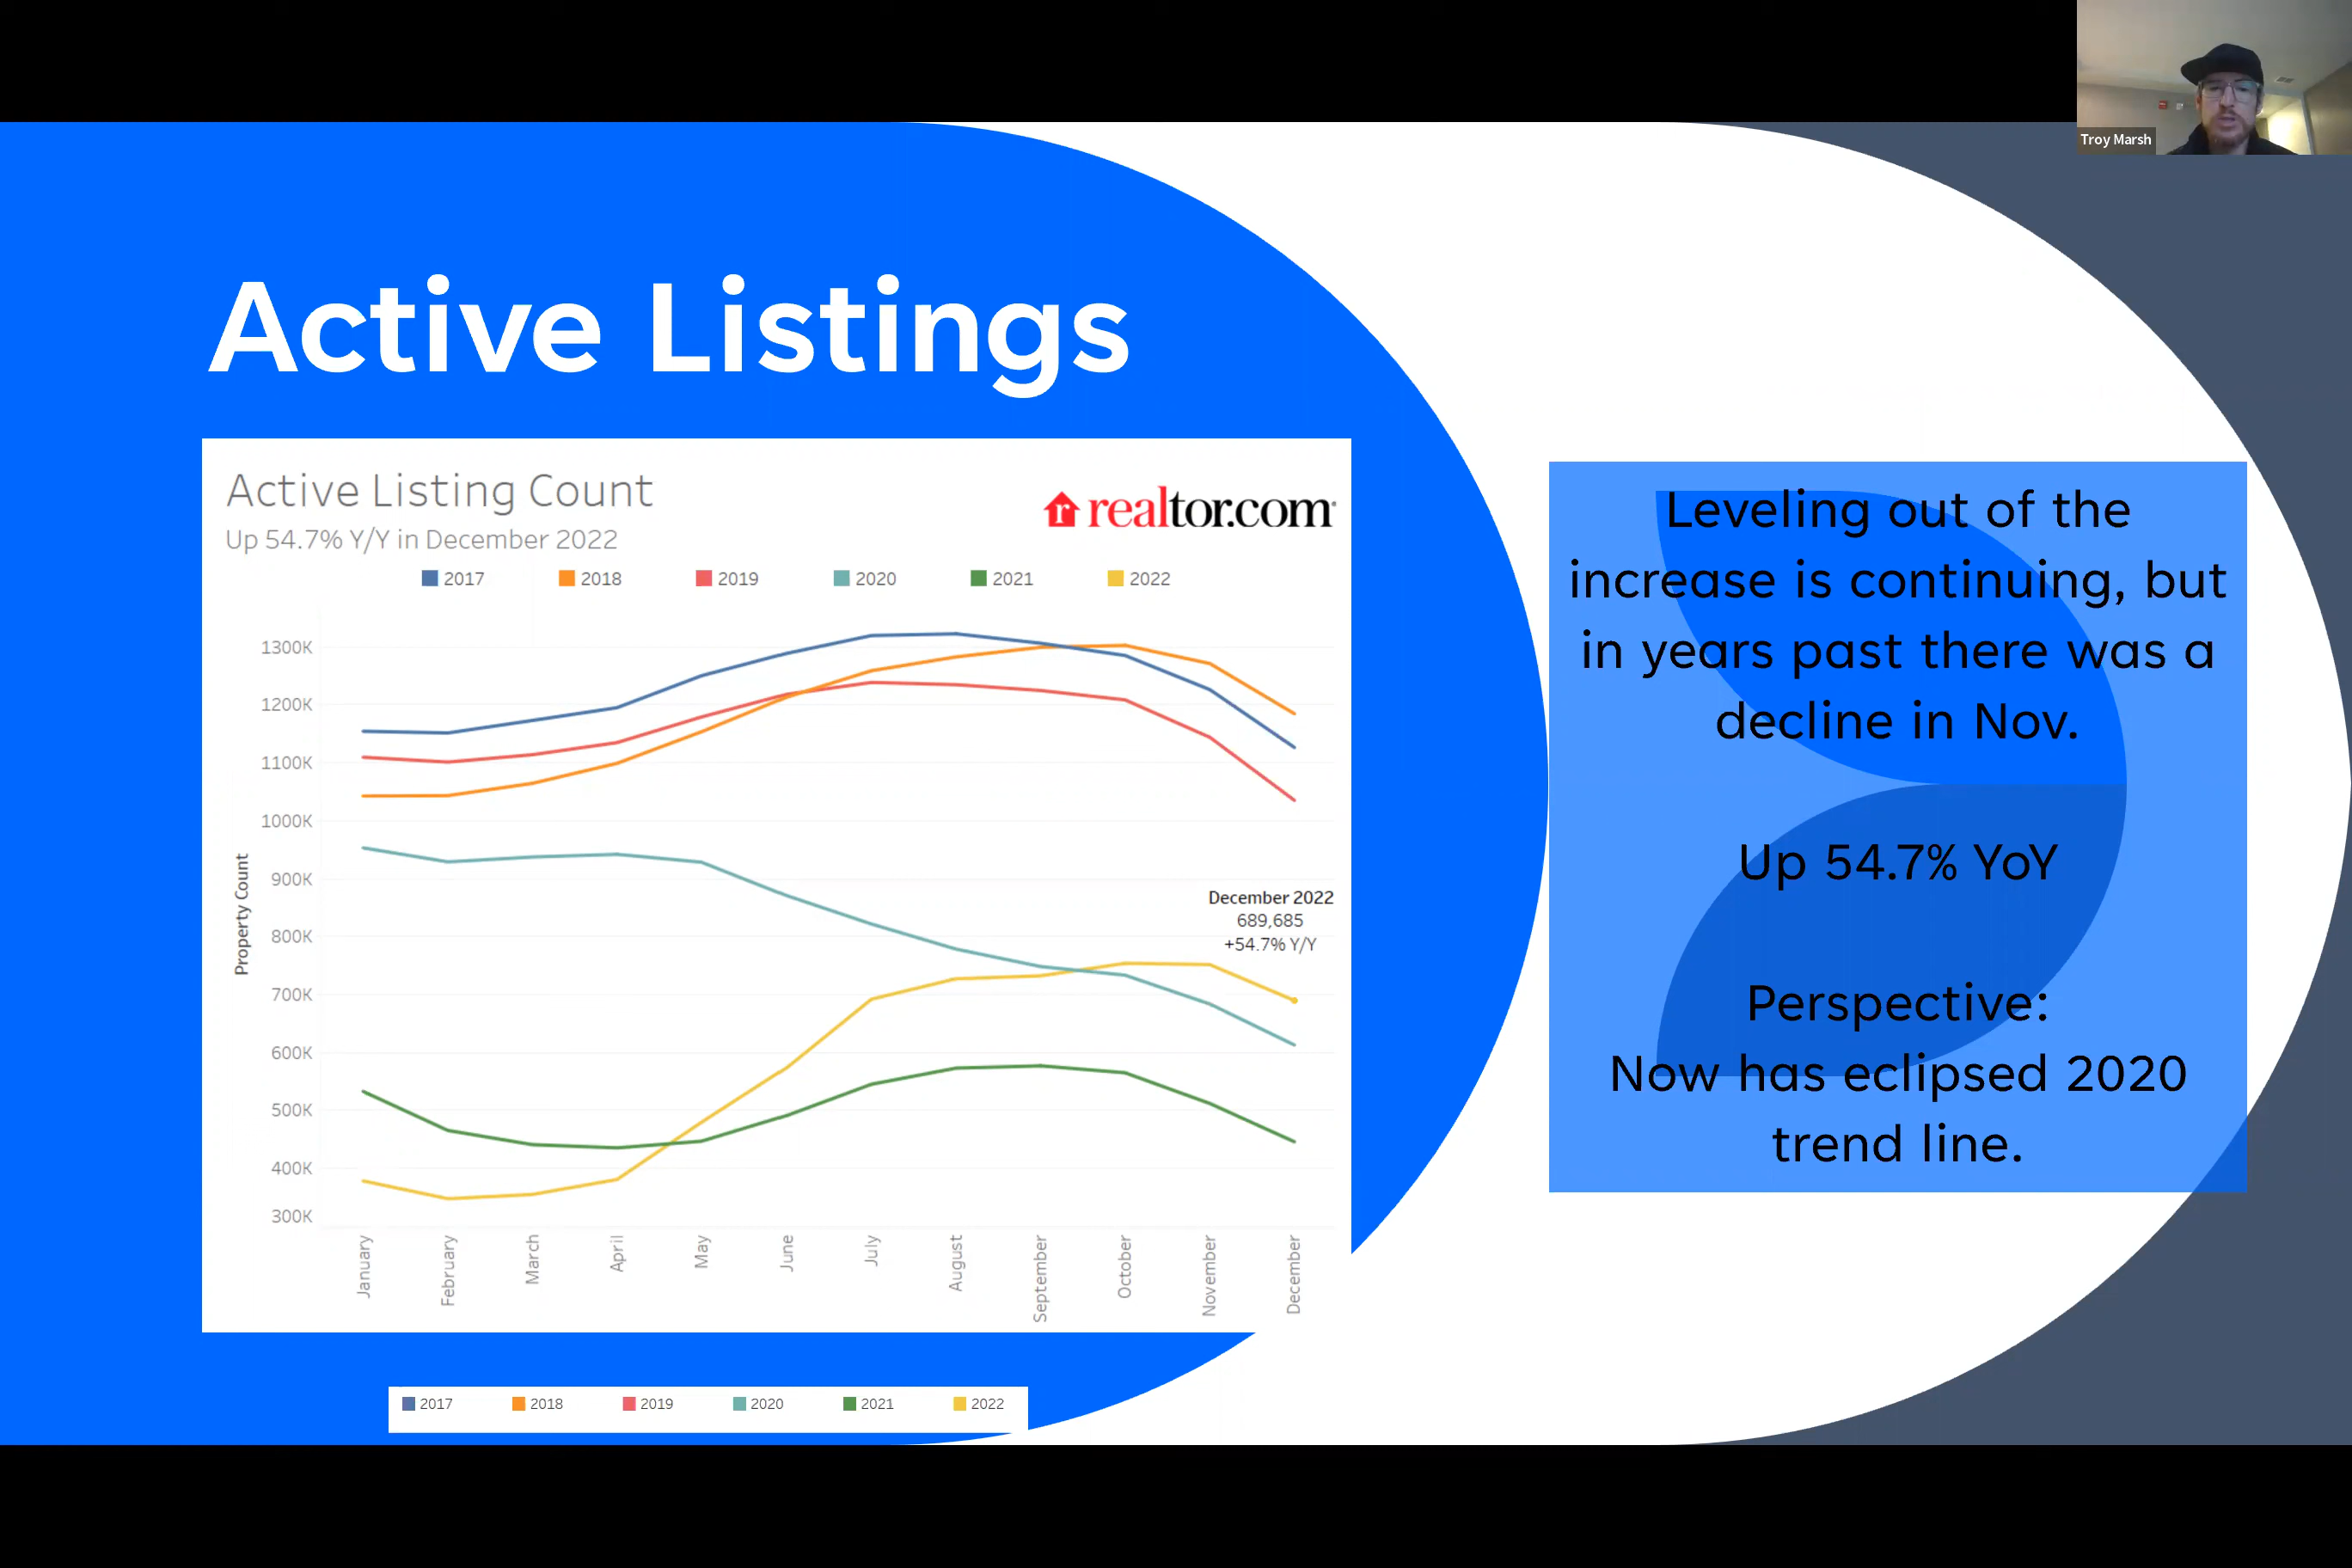 Troy Marsh
Active Listings
Active Listing Count
Up 54.7% Y/Y in December 2022
realtor.com®
2017 2018 2019 2020 2021 2022
Property Count
1300K
1200K
1100K
1000K
900K
800K
700K
600K
500K
400K
300K
December 2022
689,685
+54.7% Y/Y
January February March April May June July August September October November December
2017 2018 2019 2020 2021 2022
Leveling out of the
increase is continuing, but
in years past there was a
decline in Nov.
Up 54.7% YoY
Perspective:
Now has eclipsed 2020
trend line.